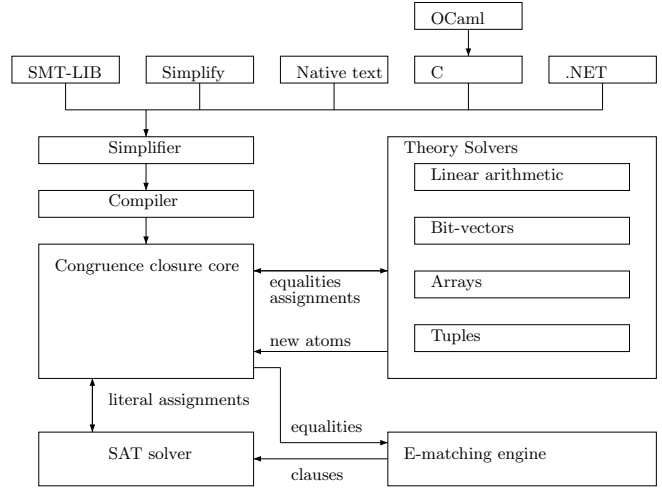 OCaml
SMT-LIB
Simplify
Native text
C
.NET
Simplifier
Compiler
Congruence closure core
Theory Solvers
Linear arithmetic
Bit-vectors
Arrays
Tuples
equalities
assignments
new atoms
literal assignments
equalities
SAT solver
E-matching engine
clauses